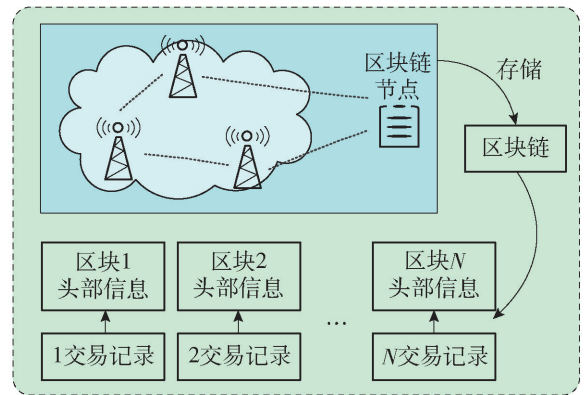 区块链
节点
存储
区块链
区块1
头部信息
区块2
头部信息
区块N
头部信息
...
1交易记录
2交易记录
N交易记录